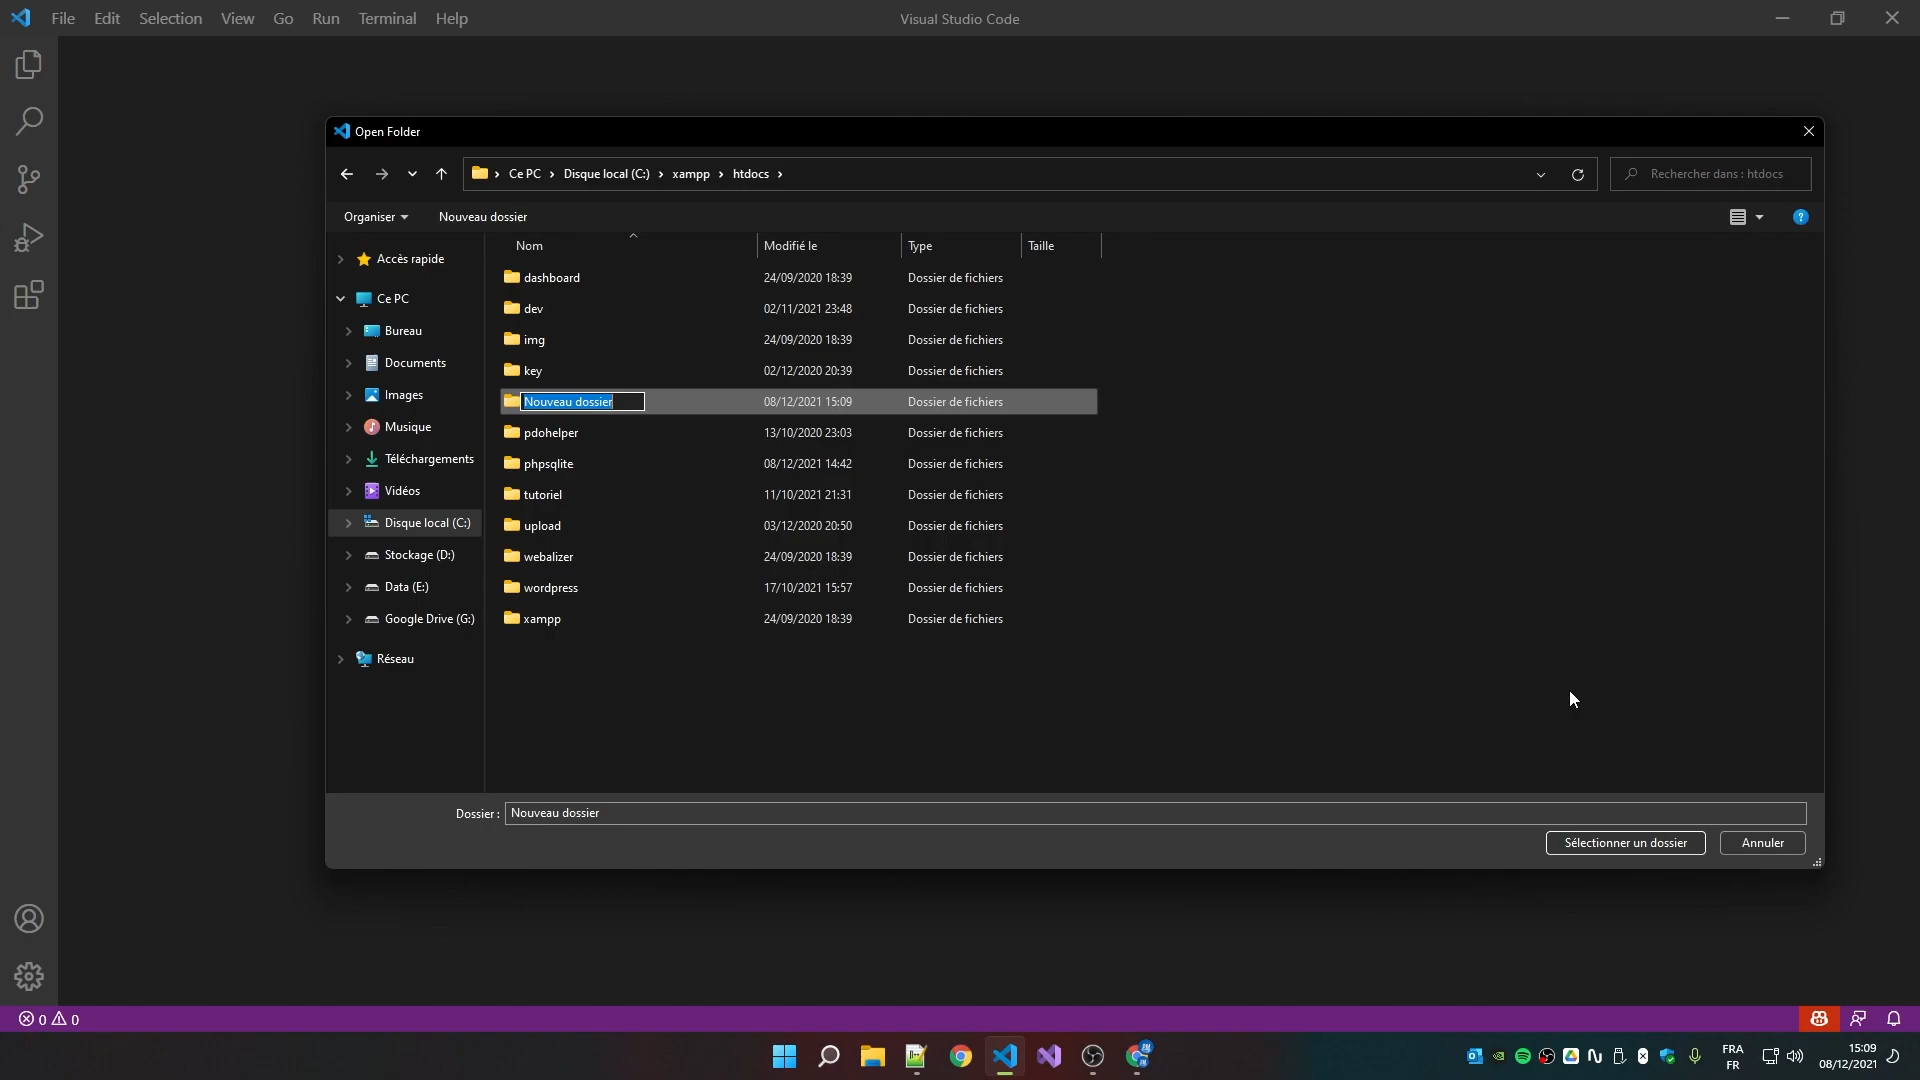 File Edit Selection View Go Run Terminal Help Visual Studio Code
Open Folder
Ce PC Disque local (C:) xampp htdocs
Rechercher dans : htdocs
Organiser Nouveau dossier
Nom Modifié le Type Taille
Accès rapide
Ce PC
Bureau
Documents
Images
Musique
Téléchargements
Vidéos
Disque local (C:)
Stockage (D:)
Data (E:)
Google Drive (G:)
Réseau
dashboard 24/09/2020 18:39 Dossier de fichiers
dev 02/11/2021 23:48 Dossier de fichiers
img 24/09/2020 18:39 Dossier de fichiers
key 02/12/2020 20:39 Dossier de fichiers
Nouveau dossier 08/12/2021 15:09 Dossier de fichiers
pdohelper 13/10/2020 23:03 Dossier de fichiers
phpsqlite 08/12/2021 14:42 Dossier de fichiers
tutoriel 11/10/2021 21:31 Dossier de fichiers
upload 03/12/2020 20:50 Dossier de fichiers
webalizer 24/09/2020 18:39 Dossier de fichiers
wordpress 17/10/2021 15:57 Dossier de fichiers
xampp 24/09/2020 18:39 Dossier de fichiers
Dossier : Nouveau dossier
Sélectionner un dossier Annuler
0 0
FRA
FR
15:09
08/12/2021